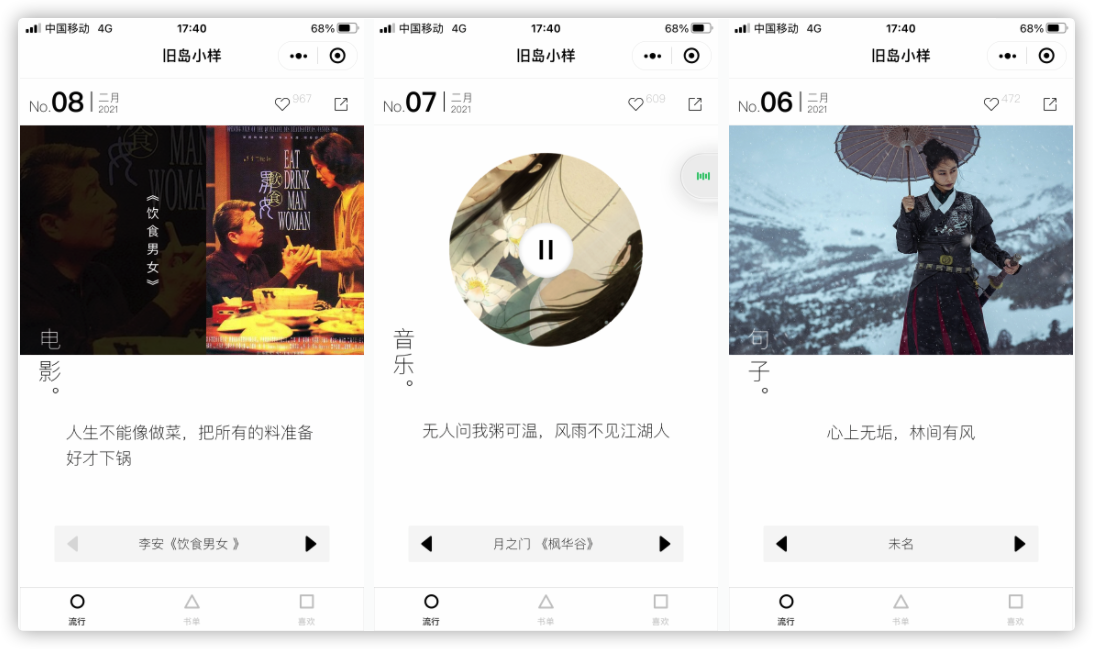 中国移动 4G 17:40 68%
旧岛小样
No.08 二月 2021
967
EAT DRINK MAN WOMAN
飲食男女
MAN WOMAN
《饮食男女》
电影。
人生不能像做菜，把所有的料准备
好才下锅
李安《饮食男女 》
流行 书单 喜欢
中国移动 4G 17:40 68%
旧岛小样
No.07 二月 2021
609
音乐。
无人问我粥可温，风雨不见江湖人
月之门 《枫华谷》
流行 书单 喜欢
中国移动 4G 17:40 68%
旧岛小样
No.06 二月 2021
472
句子。
心上无垢，林间有风
未名
流行 书单 喜欢